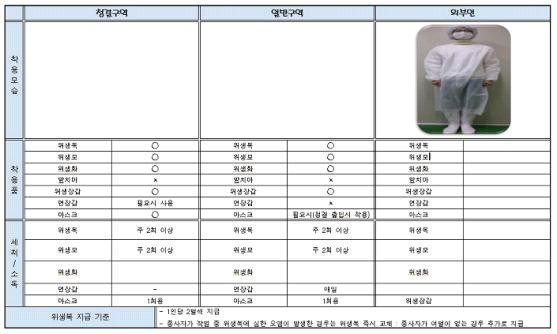 청결구역 일반구역 외부인
착용모습
착용품
위생복 ○ 위생복 ○ 위생복
위생모 ○ 위생모 ○ 위생모
위생화 ○ 위생화 ○ 위생화
앞치마 × 앞치마 × 앞치마
위생장갑 ○ 위생장갑 ○ 위생장갑
면장갑 필요시 사용 면장갑 × 면장갑
마스크 ○ 마스크 필요시(청결 출입시 착용) 마스크
세척/소독
위생복 주 2회 이상 위생복 주 2회 이상 위생복
위생모 주 2회 이상 위생모 주 2회 이상 위생모
위생화 위생화 위생화
면장갑 - 면장갑 매일
마스크 1회용 마스크 1회용 위생장갑
위생복 지급 기준
- 1인당 2벌씩 지급
- 종사자가 작업 중 위생복에 심한 오염이 발생한 경우는 위생복 즉시 교체 : 종사자가 여벌이 없는 경우 추가로 지급